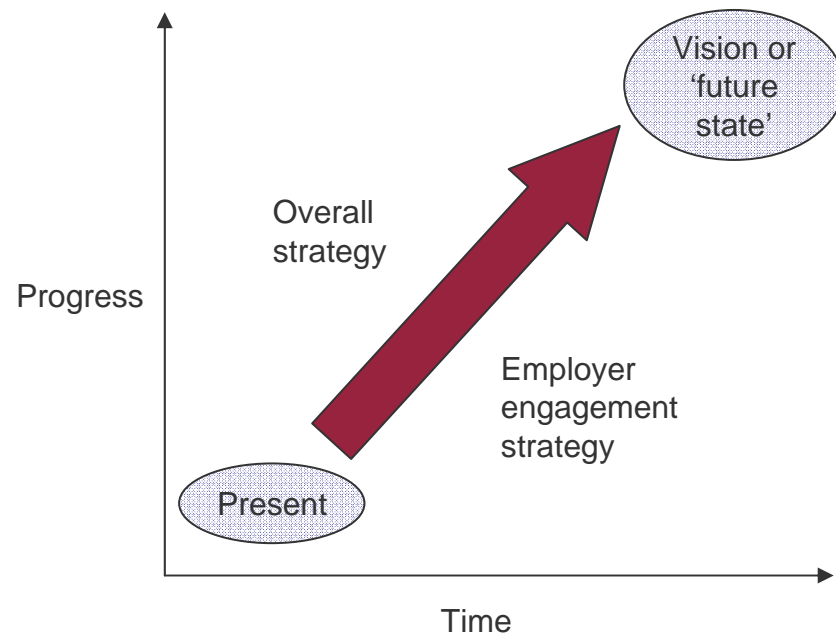 Vision or
‘future
state’
Overall
strategy
Progress
Employer
engagement
strategy
Present
Time